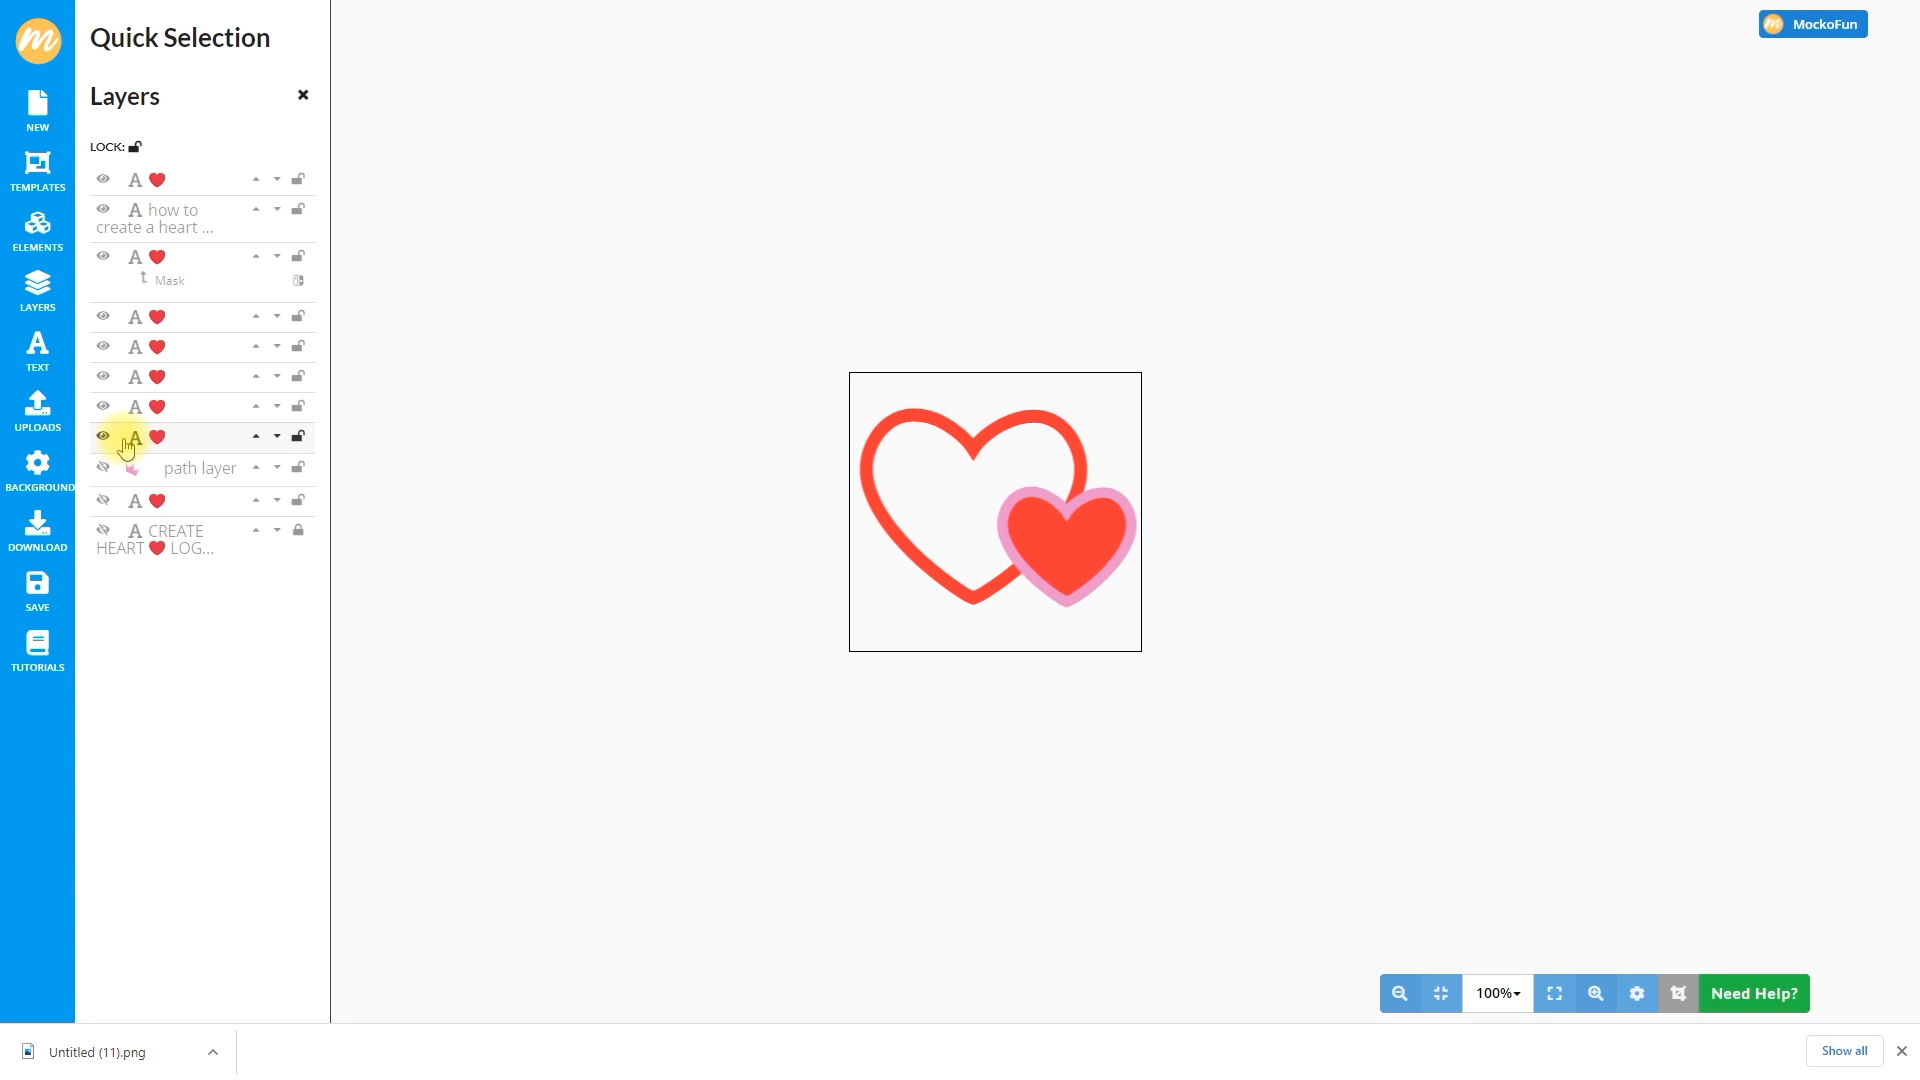 Quick Selection
MockoFun
Layers
LOCK:
A ❤
A how to
create a heart ...
A ❤
Mask
A ❤
A ❤
A ❤
A ❤
A ❤
path layer
A ❤
A CREATE
HEART ❤ LOG...
NEW
TEMPLATES
ELEMENTS
LAYERS
TEXT
UPLOADS
BACKGROUND
DOWNLOAD
SAVE
TUTORIALS
100%
Need Help?
Untitled (11).png
Show all